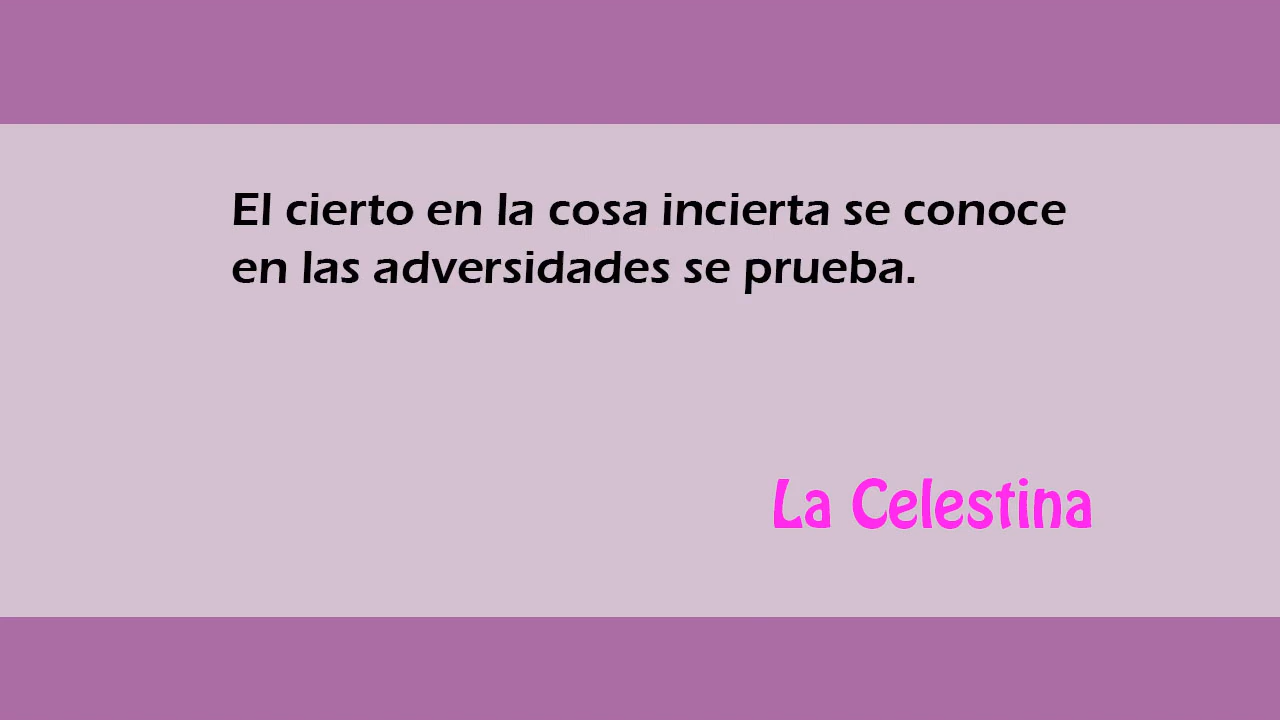 El cierto en la cosa incierta se conoce
en las adversidades se prueba.
La Celestina